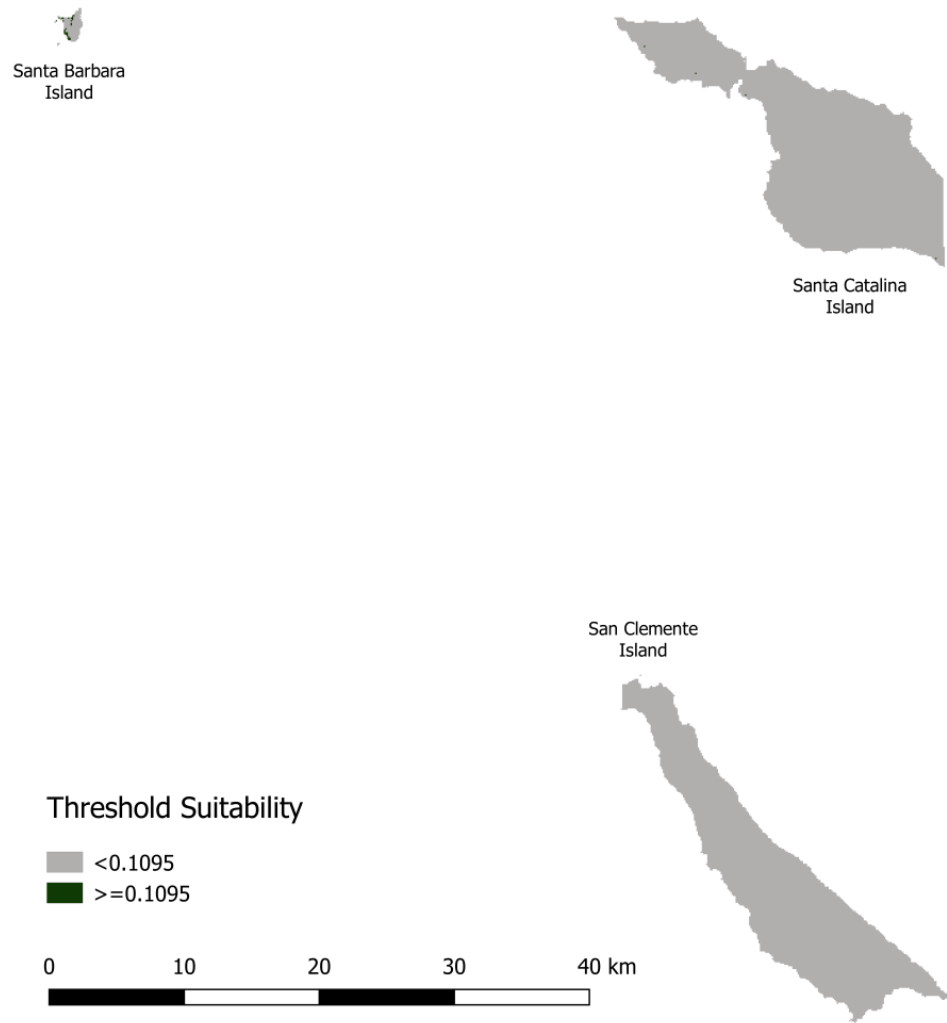 Santa Barbara
Island
Santa Catalina
Island
San Clemente
Island
Threshold Suitability
<0.1095
>=0.1095
0 10 20 30 40 km